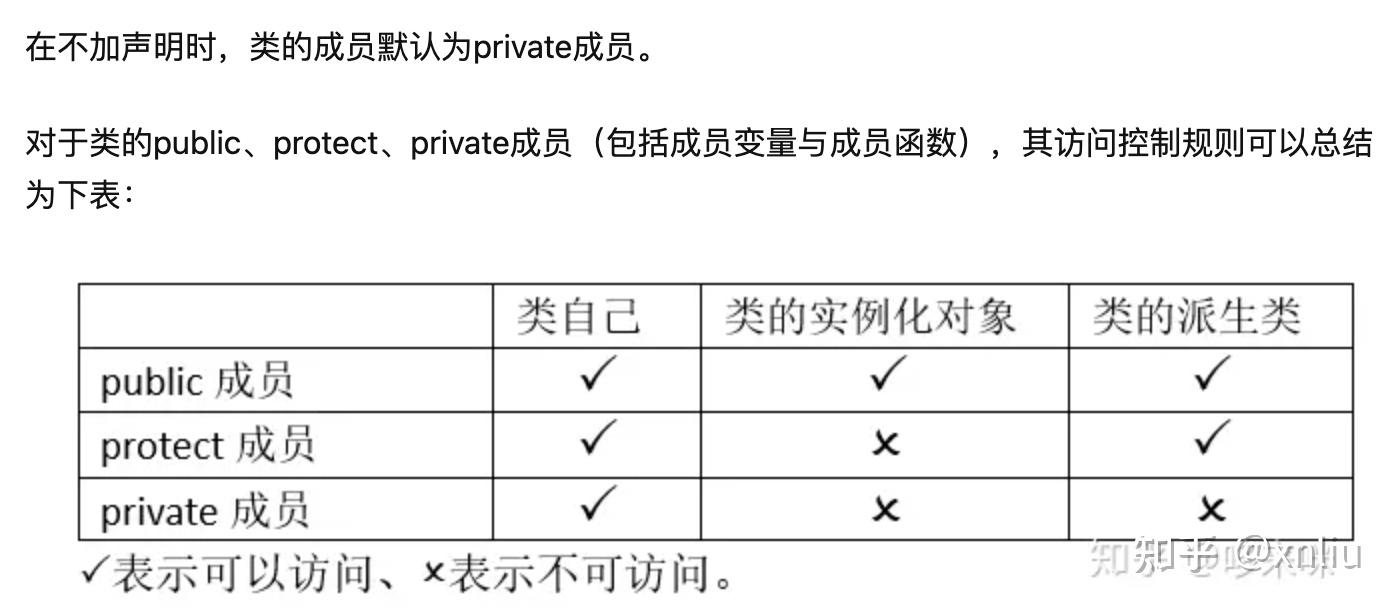 在不加声明时，类的成员默认为private成员。
对于类的public、protect、private成员（包括成员变量与成员函数），其访问控制规则可以总结
为下表：
类自己 类的实例化对象 类的派生类
public 成员 ✓ ✓ ✓
protect 成员 ✓ × ✓
private 成员 ✓ × ×
✓表示可以访问、×表示不可访问。
知乎 @xnliu